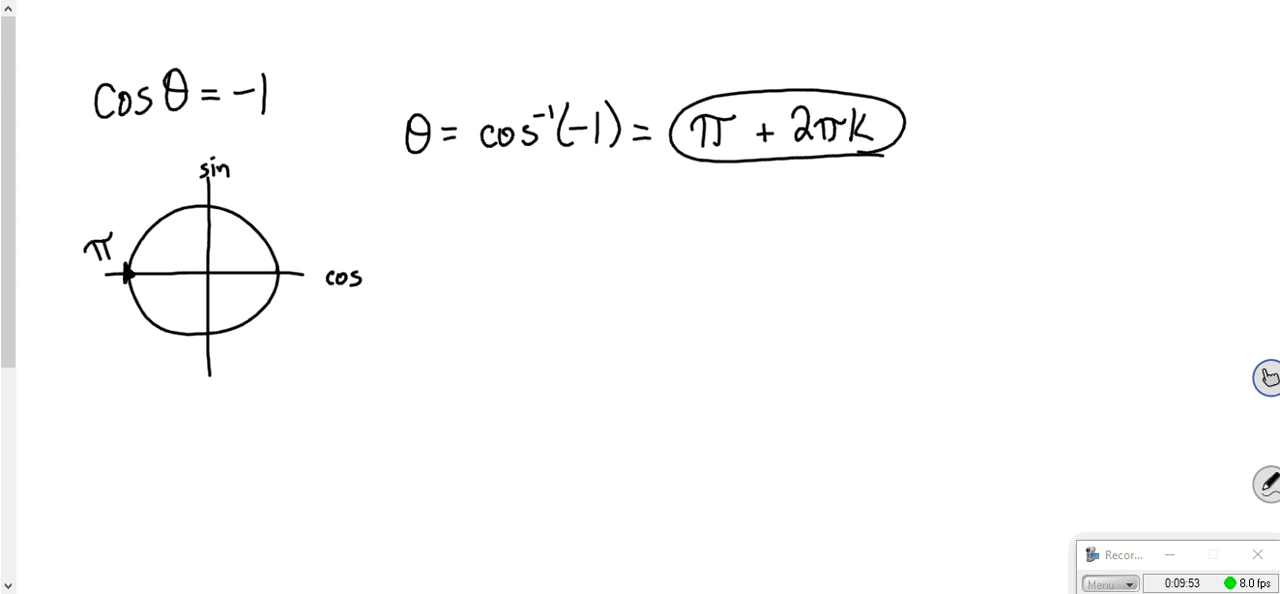 cos θ = -1
θ = cos⁻¹(-1) = π + 2πk
sin
π
cos
Recor...
Menu
0:09:53
8.0 fps